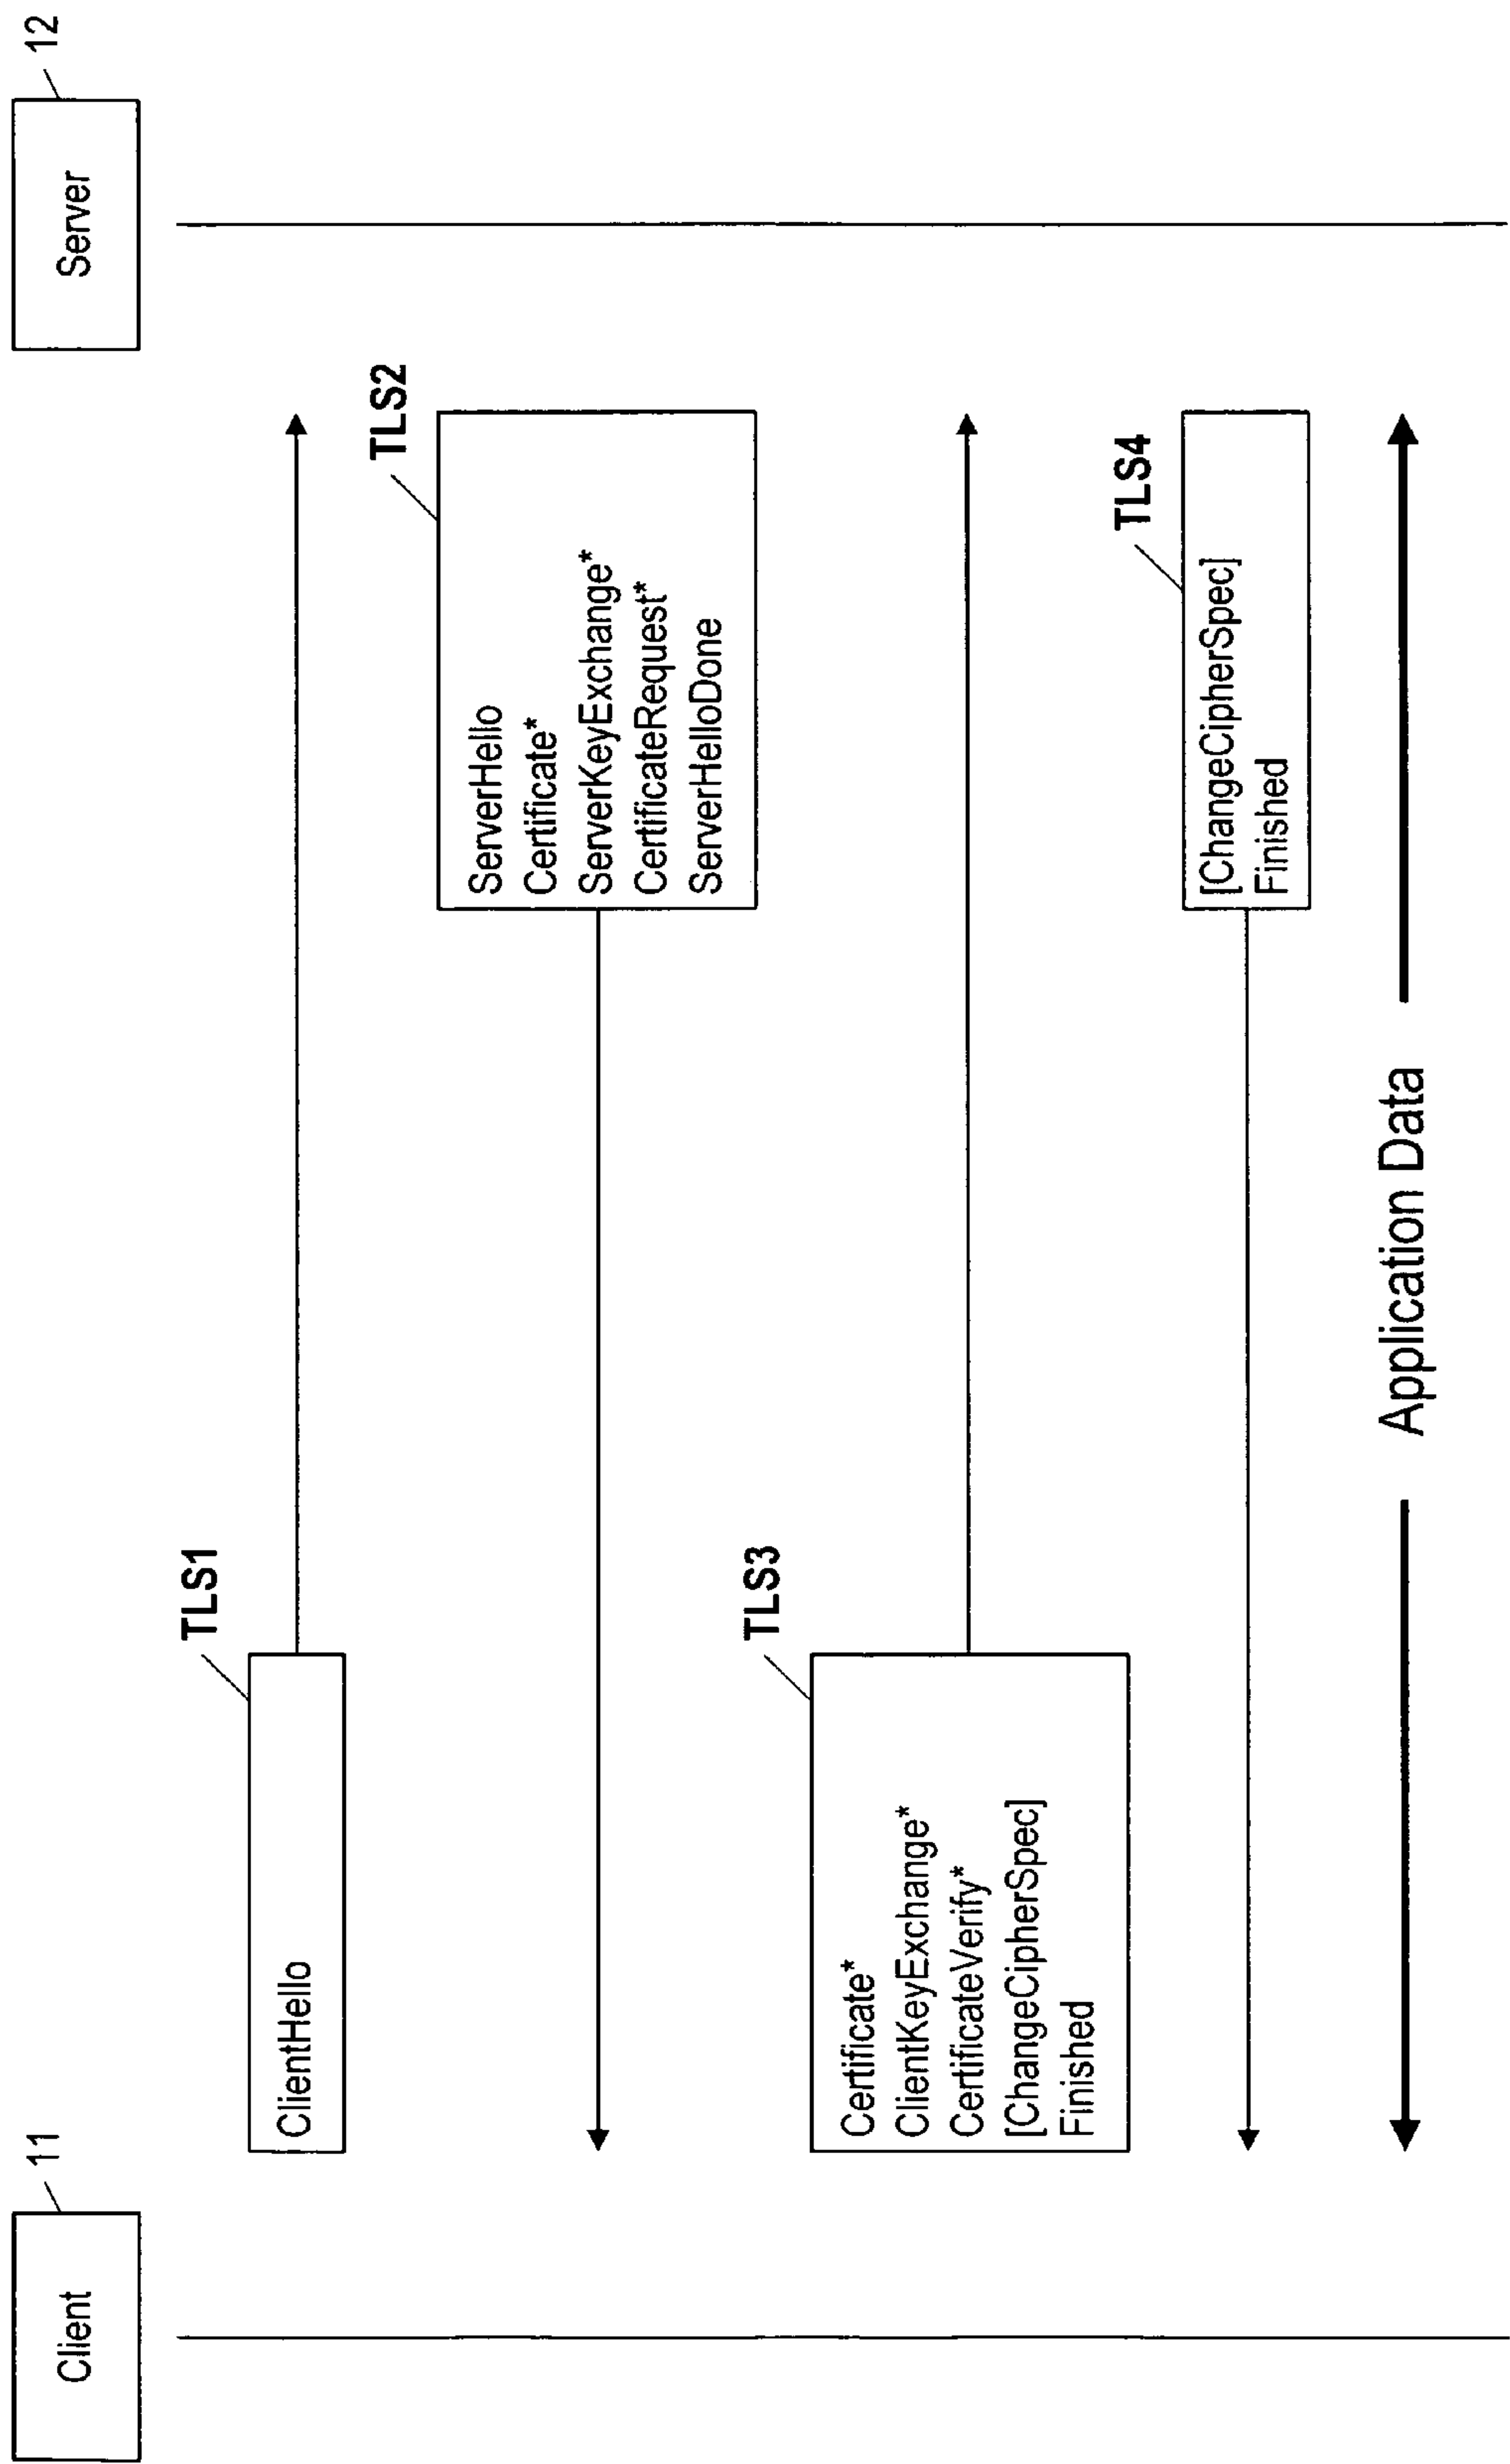 Client
11
Server
12
TLS1
ClientHello
TLS2
ServerHello
Certificate*
ServerKeyExchange*
CertificateRequest*
ServerHelloDone
TLS3
Certificate*
ClientKeyExchange*
CertificateVerify*
[ChangeCipherSpec]
Finished
TLS4
[ChangeCipherSpec]
Finished
Application Data